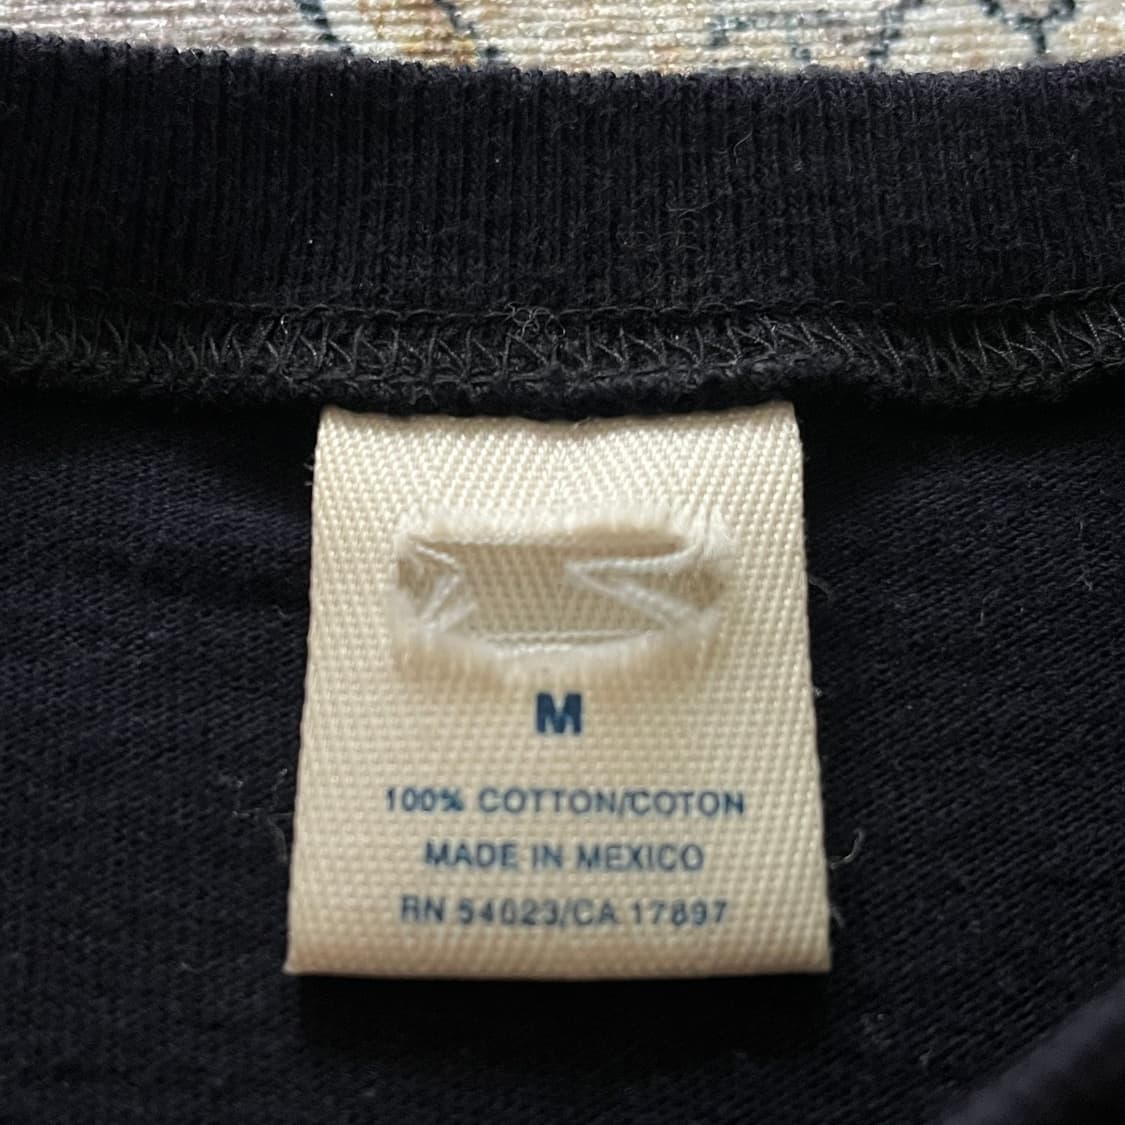 M
100% COTTON/COTON
MADE IN MEXICO
RN 54023/CA 17897